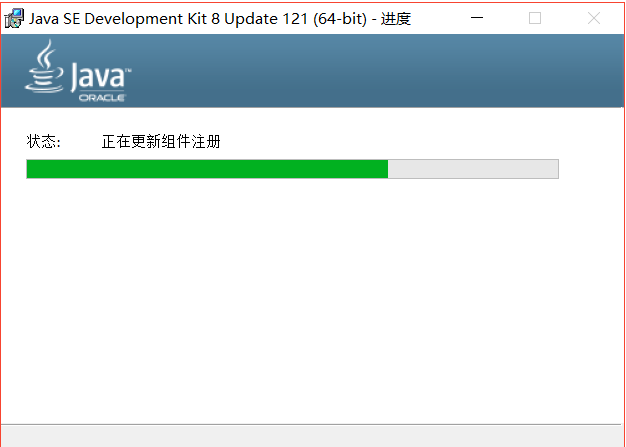 Java SE Development Kit 8 Update 121 (64-bit) - 进度
Java™
ORACLE
状态: 正在更新组件注册